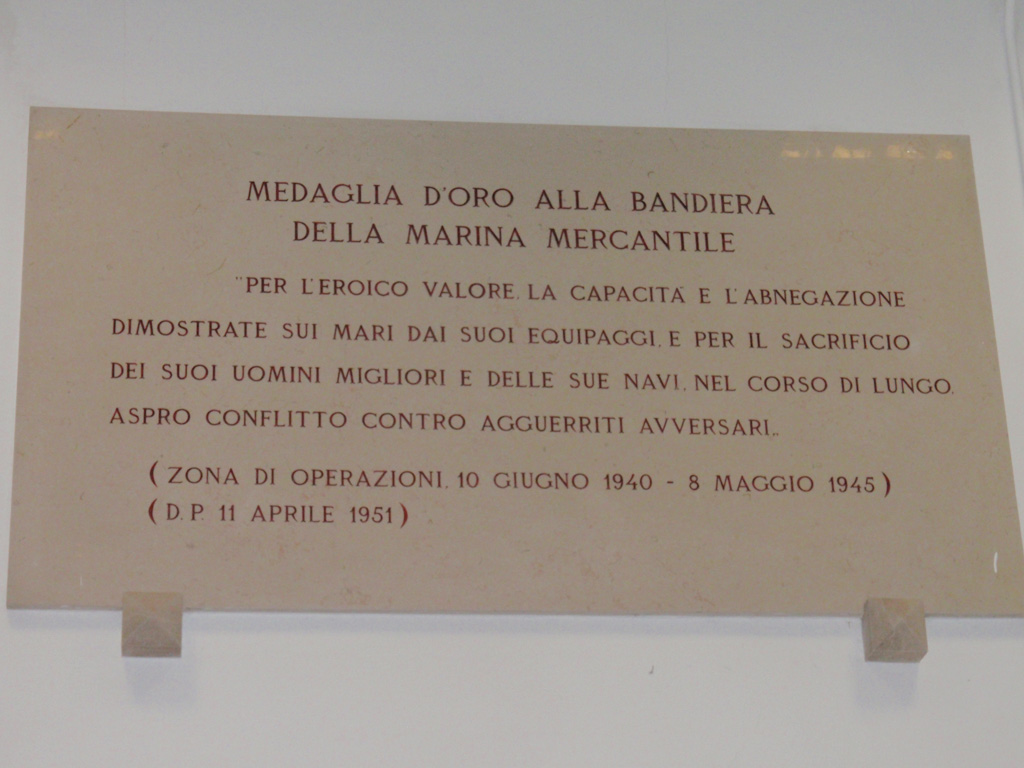 MEDAGLIA D'ORO ALLA BANDIERA
DELLA MARINA MERCANTILE
"PER L'EROICO VALORE, LA CAPACITA' E L'ABNEGAZIONE
DIMOSTRATE SUI MARI DAI SUOI EQUIPAGGI, E PER IL SACRIFICIO
DEI SUOI UOMINI MIGLIORI E DELLE SUE NAVI, NEL CORSO DI LUNGO,
ASPRO CONFLITTO CONTRO AGGUERRITI AVVERSARI„
(ZONA DI OPERAZIONI, 10 GIUGNO 1940 - 8 MAGGIO 1945)
(D.P. 11 APRILE 1951)